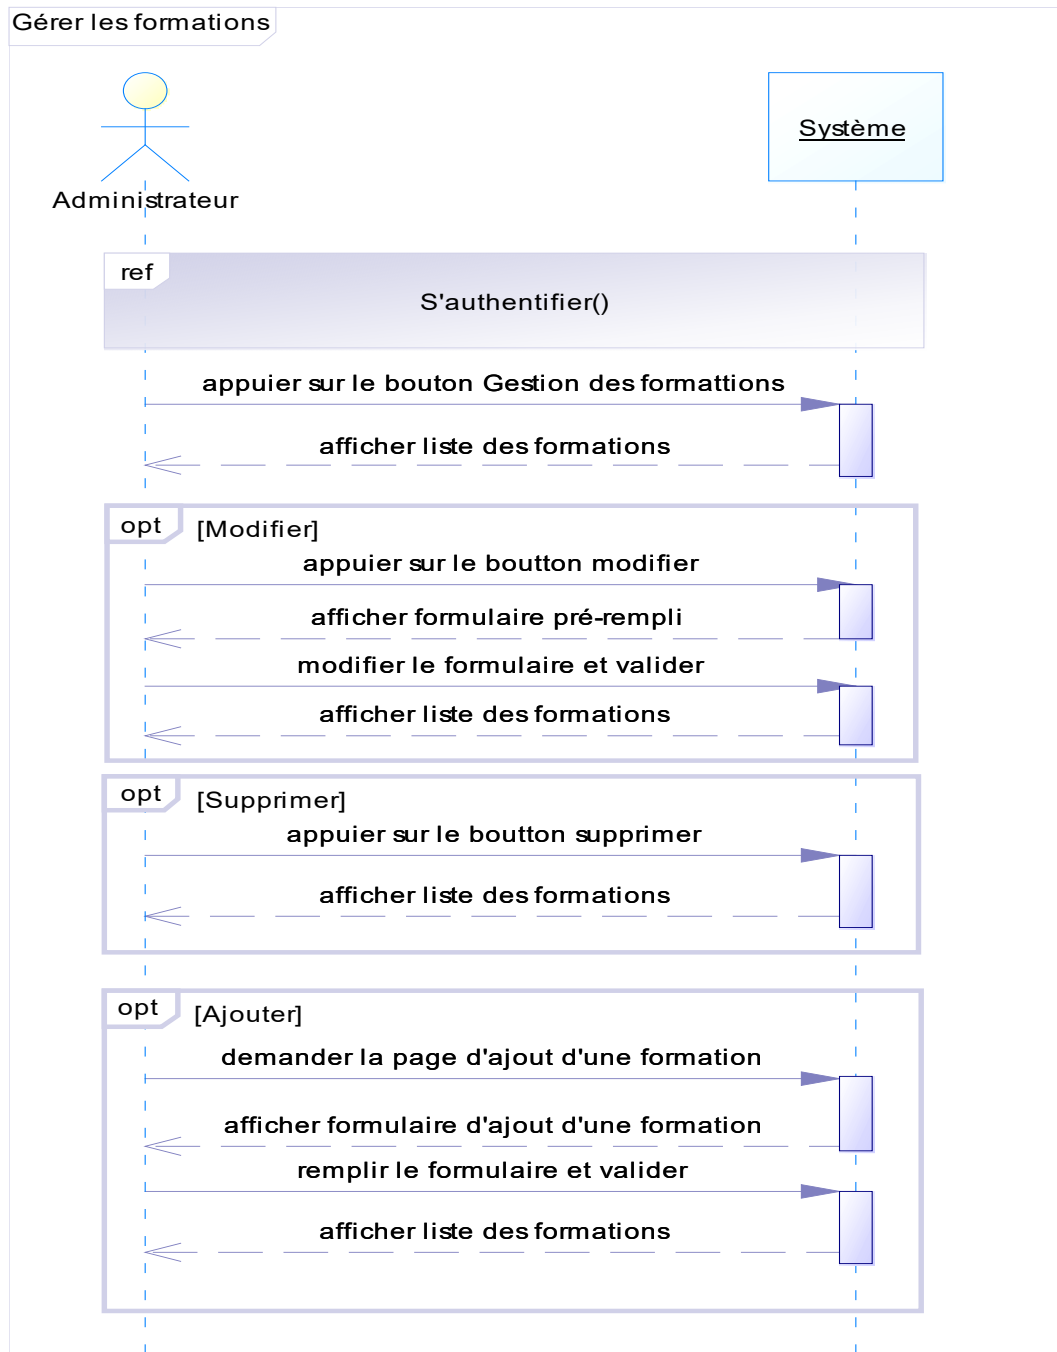 Gérer les formations
Système
Administrateur
ref
S'authentifier()
appuier sur le bouton Gestion des formattions
afficher liste des formations
opt
[Modifier]
appuier sur le boutton modifier
afficher formulaire pré-rempli
modifier le formulaire et valider
afficher liste des formations
opt
[Supprimer]
appuier sur le boutton supprimer
afficher liste des formations
opt
[Ajouter]
demander la page d'ajout d'une formation
afficher formulaire d'ajout d'une formation
remplir le formulaire et valider
afficher liste des formations